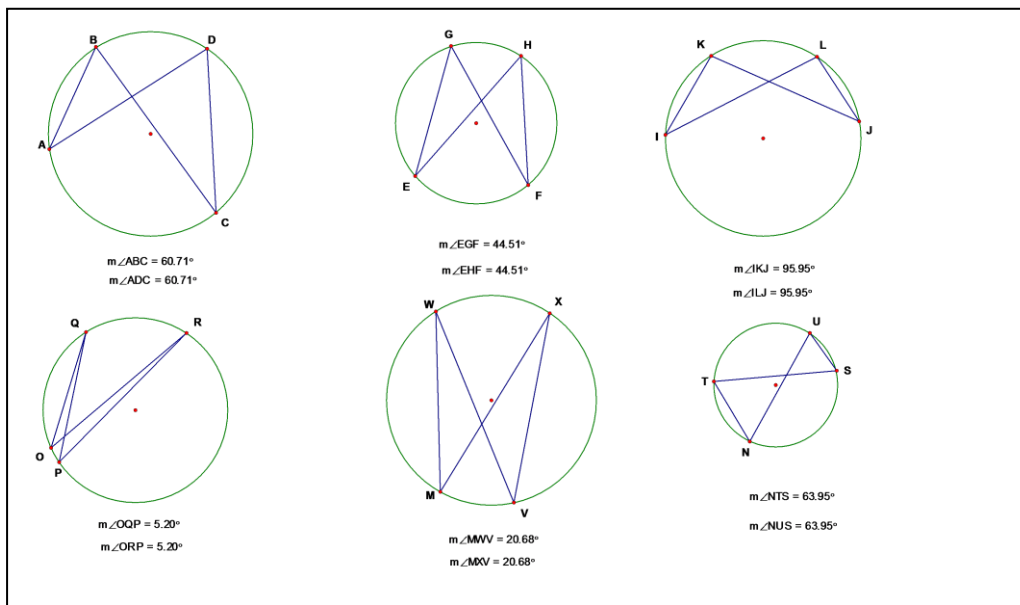 B D
A
C
m∠ABC = 60.71°
m∠ADC = 60.71°
G H
E
F
m∠EGF = 44.51°
m∠EHF = 44.51°
K L
I J
m∠IKJ = 95.95°
m∠ILJ = 95.95°
Q R
O
P
m∠OQP = 5.20°
m∠ORP = 5.20°
W X
M
V
m∠MWV = 20.68°
m∠MXV = 20.68°
U
T S
N
m∠NTS = 63.95°
m∠NUS = 63.95°